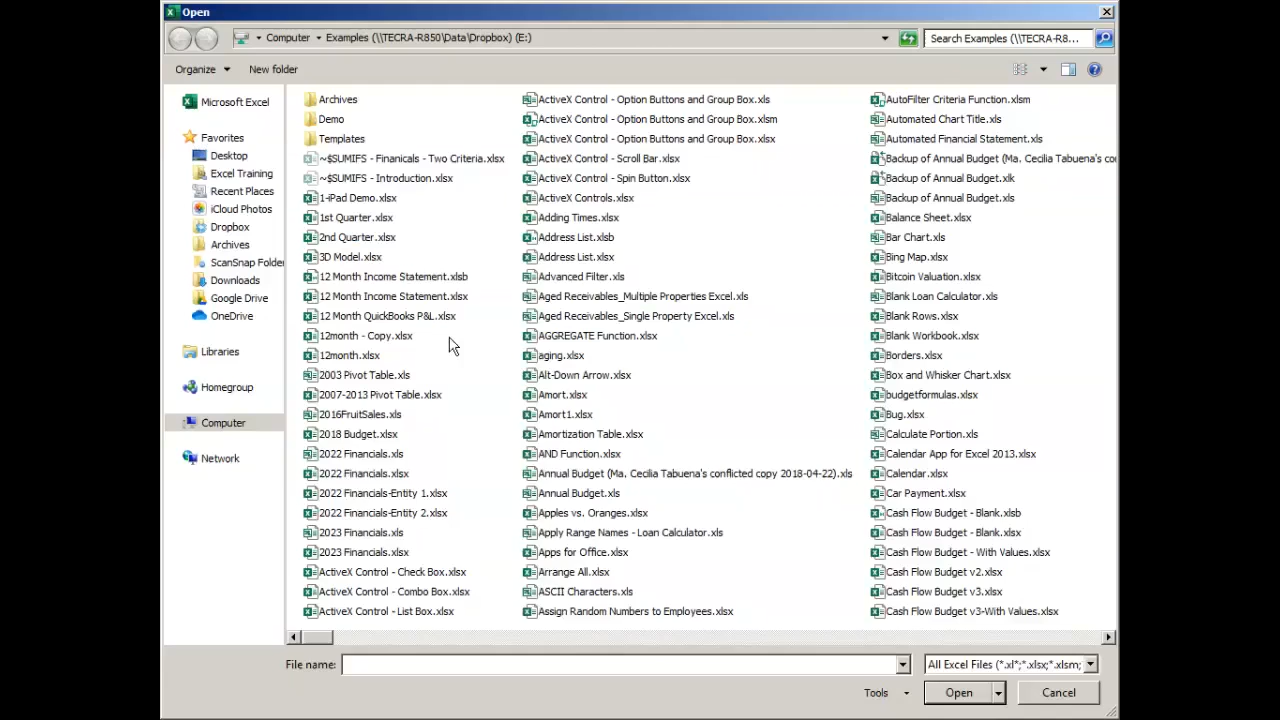 Open
Computer Examples (\\TECRA-R850\Data\Dropbox) (E:)
Search Examples (\\TECRA-R8...
Organize
New folder
Microsoft Excel
Favorites
Desktop
Excel Training
Recent Places
iCloud Photos
Dropbox
Archives
ScanSnap Folder
Downloads
Google Drive
OneDrive
Libraries
Homegroup
Computer
Network
Archives
Demo
Templates
~$SUMIFS - Finanicals - Two Criteria.xlsx
~$SUMIFS - Introduction.xlsx
1-iPad Demo.xlsx
1st Quarter.xlsx
2nd Quarter.xlsx
3D Model.xlsx
12 Month Income Statement.xlsb
12 Month Income Statement.xlsx
12 Month QuickBooks P&L.xlsx
12month - Copy.xlsx
12month.xlsx
2003 Pivot Table.xls
2007-2013 Pivot Table.xlsx
2016FruitSales.xls
2018 Budget.xlsx
2022 Financials.xls
2022 Financials.xlsx
2022 Financials-Entity 1.xlsx
2022 Financials-Entity 2.xlsx
2023 Financials.xls
2023 Financials.xlsx
ActiveX Control - Check Box.xlsx
ActiveX Control - Combo Box.xlsx
ActiveX Control - List Box.xlsx
ActiveX Control - Option Buttons and Group Box.xls
ActiveX Control - Option Buttons and Group Box.xlsm
ActiveX Control - Option Buttons and Group Box.xlsx
ActiveX Control - Scroll Bar.xlsx
ActiveX Control - Spin Button.xlsx
ActiveX Controls.xlsx
Adding Times.xlsx
Address List.xlsb
Address List.xlsx
Advanced Filter.xls
Aged Receivables_Multiple Properties Excel.xls
Aged Receivables_Single Property Excel.xls
AGGREGATE Function.xlsx
aging.xlsx
Alt-Down Arrow.xlsx
Amort.xlsx
Amort1.xlsx
Amortization Table.xlsx
AND Function.xlsx
Annual Budget (Ma. Cecilia Tabuena's conflicted copy 2018-04-22).xls
Annual Budget.xls
Apples vs. Oranges.xlsx
Apply Range Names - Loan Calculator.xls
Apps for Office.xlsx
Arrange All.xlsx
ASCII Characters.xls
Assign Random Numbers to Employees.xlsx
AutoFilter Criteria Function.xlsm
Automated Chart Title.xls
Automated Financial Statement.xls
Backup of Annual Budget (Ma. Cecilia Tabuena's co
Backup of Annual Budget.xlk
Backup of Annual Budget.xls
Balance Sheet.xlsx
Bar Chart.xls
Bing Map.xlsx
Bitcoin Valuation.xlsx
Blank Loan Calculator.xls
Blank Rows.xlsx
Blank Workbook.xlsx
Borders.xlsx
Box and Whisker Chart.xlsx
budgetformulas.xlsx
Bug.xlsx
Calculate Portion.xls
Calendar App for Excel 2013.xlsx
Calendar.xlsx
Car Payment.xlsx
Cash Flow Budget - Blank.xlsb
Cash Flow Budget - Blank.xlsx
Cash Flow Budget - With Values.xlsx
Cash Flow Budget v2.xlsx
Cash Flow Budget v3.xlsx
Cash Flow Budget v3-With Values.xlsx
File name:
All Excel Files (*.xl*;*.xlsx;*.xlsm;
Tools
Open
Cancel